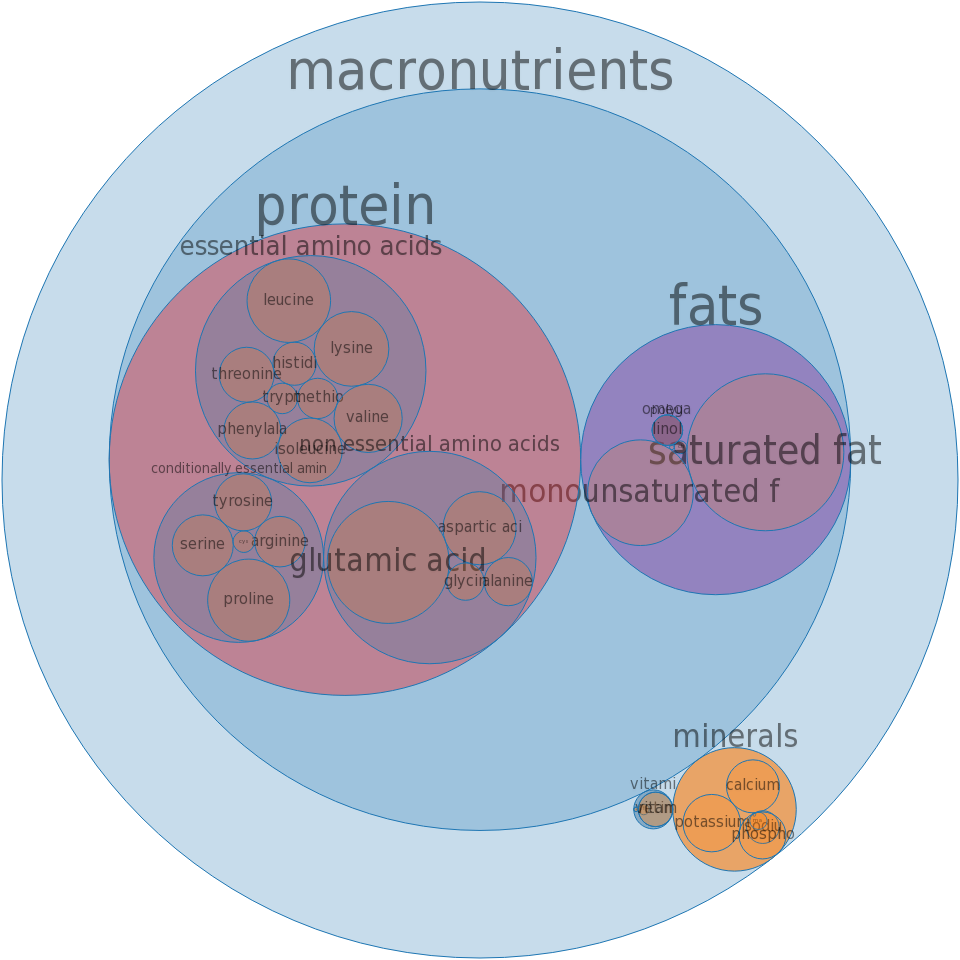 macronutrients
protein
essential amino acids
leucine
fats
lysine
histidi
threonine
trypt
methio
omega
valine
phenylala
linol
non essential amino acids
isoleucine
saturated fat
conditionally essential amin
monounsaturated f
tyrosine
aspartic aci
serine
cys
arginine
glutamic acid
glycin
alanine
proline
minerals
vitami
calcium
potassium
sodiu
phospho